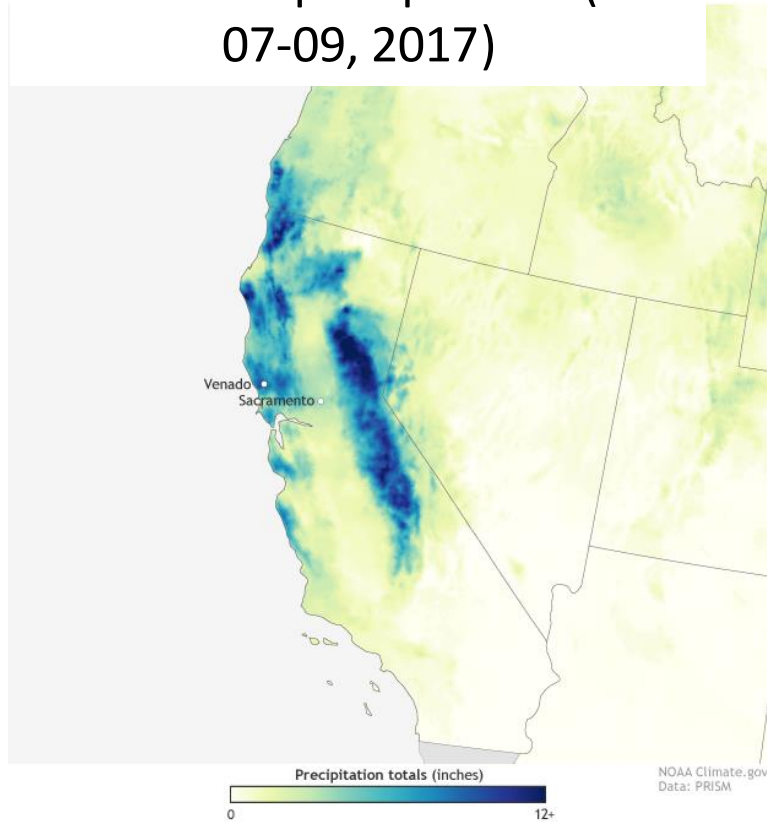 07-09, 2017)
Venado
Sacramento
Precipitation totals (inches)
0
12+
NOAA Climate.gov
Data: PRISM